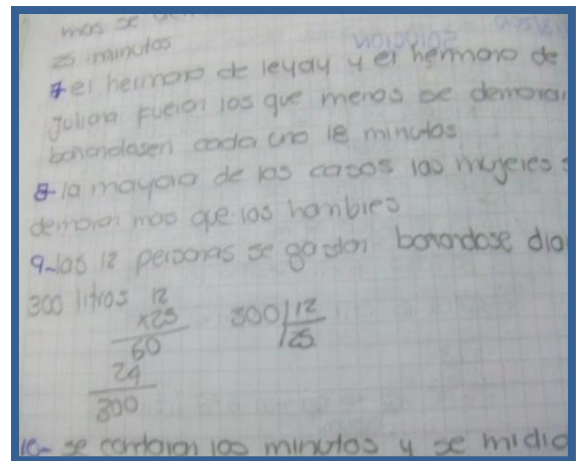 mas se
25 minutos
7 el hermano de leydy y el hermano de
juliana fueron los que menos se demoran
bañandosen cada uno 18 minutos
8- la mayoria de los casos las mujeres s
demoran mas que los hombres
9-las 12 personas se gastan bañandose dia
300 litros 12
x25 300 12
60 25
24
300
10- se contaron los minutos y se midio